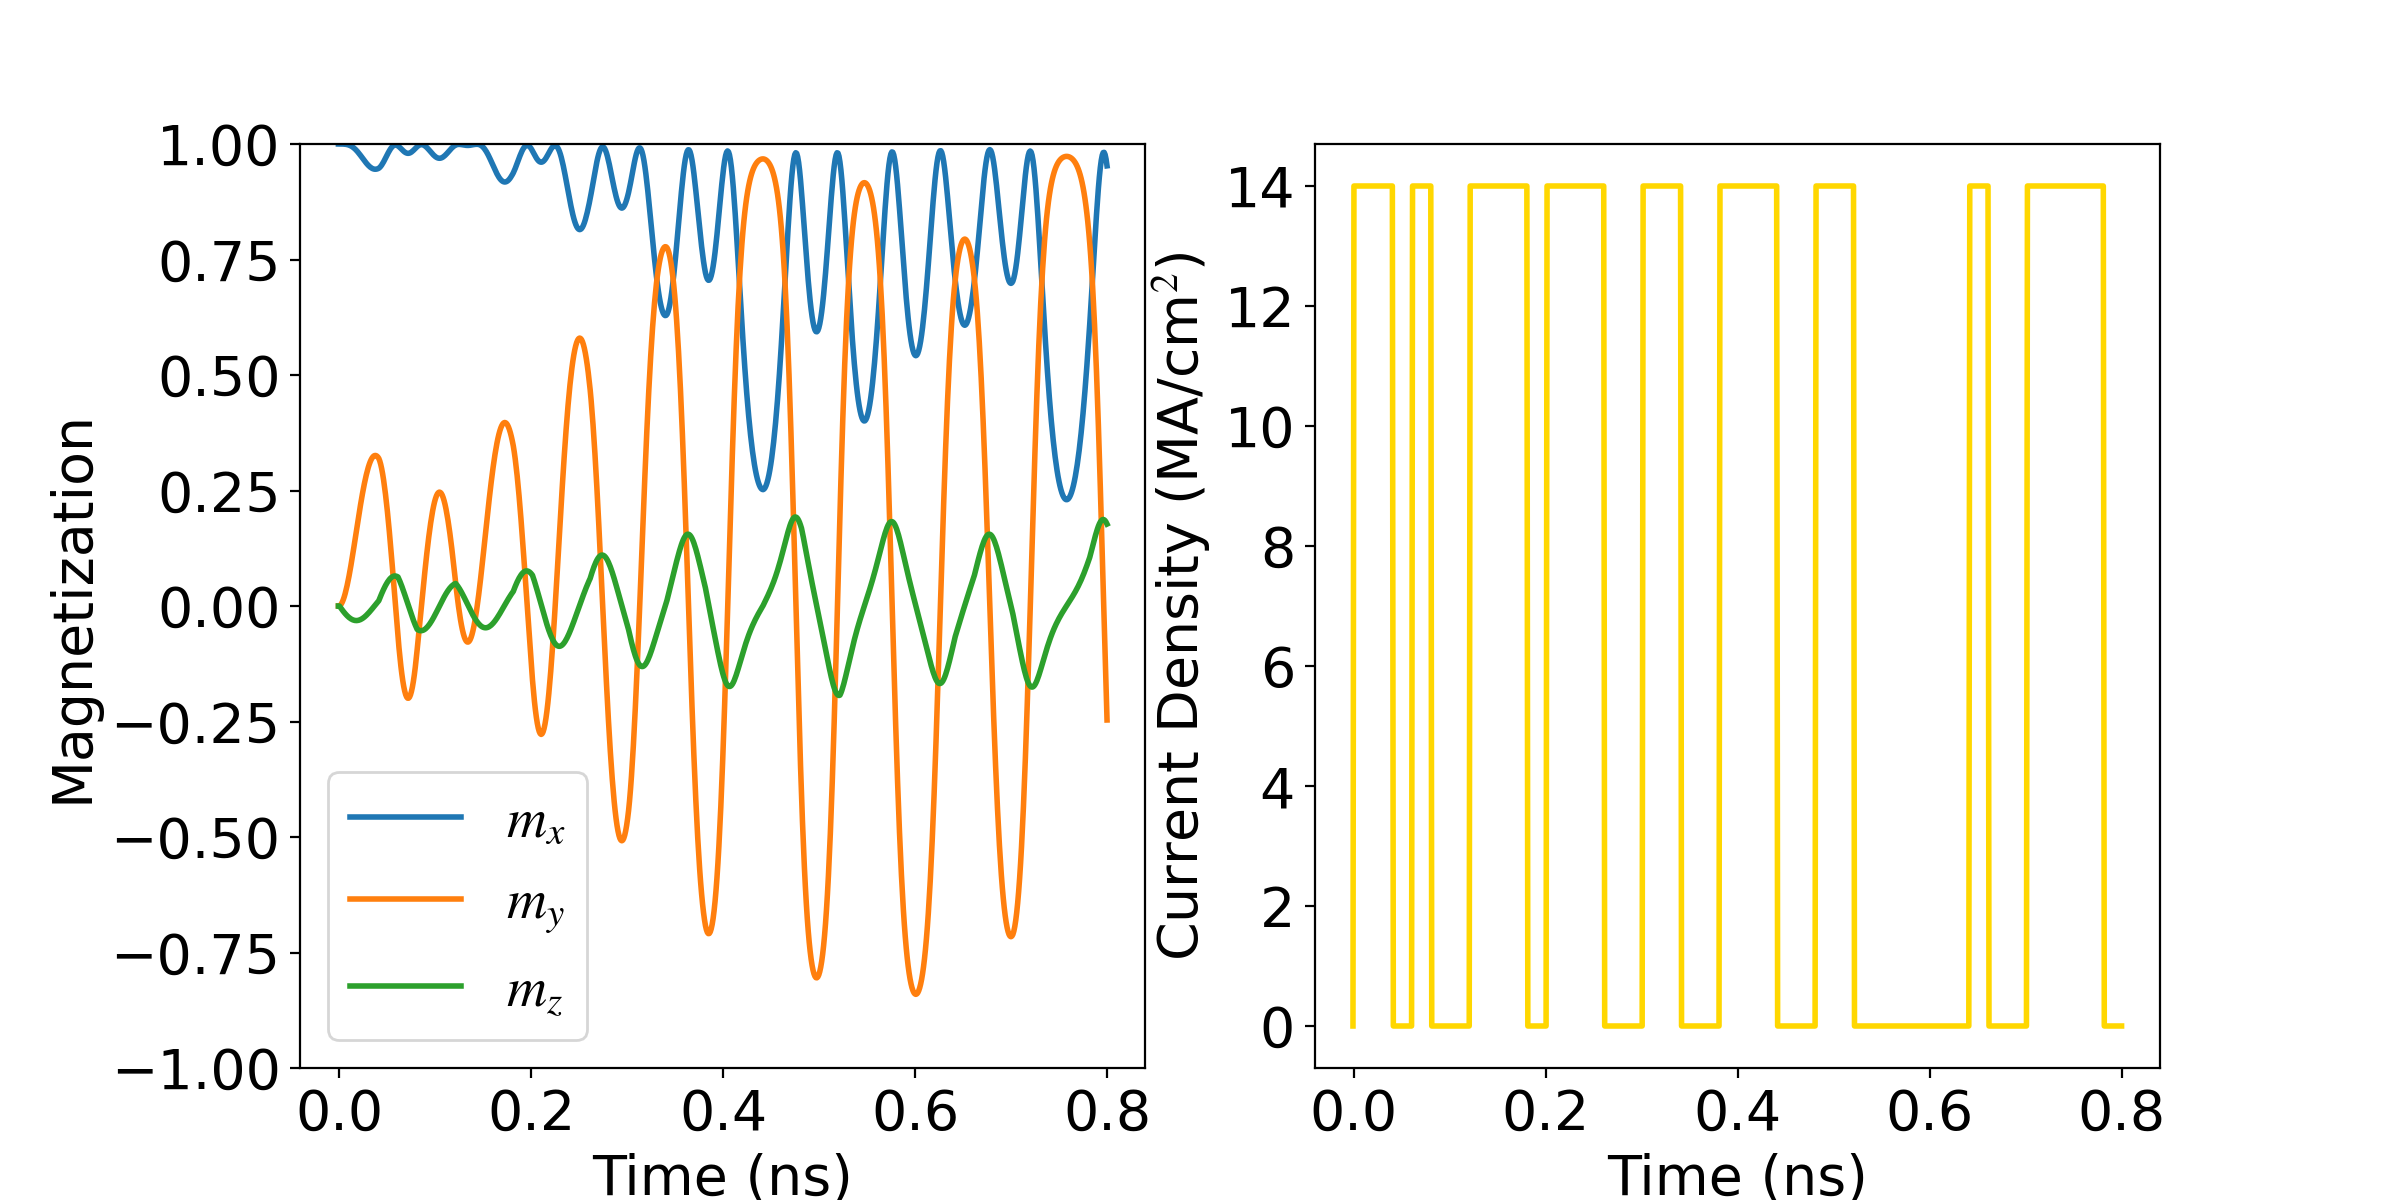 1.00
0.75
0.50
0.25
0.00
−0.25
−0.50
−0.75
−1.00
Magnetization
m_x
m_y
m_z
0.0 0.2 0.4 0.6 0.8
Time (ns)
14
12
10
8
6
4
2
0
Current Density (MA/cm²)
0.0 0.2 0.4 0.6 0.8
Time (ns)